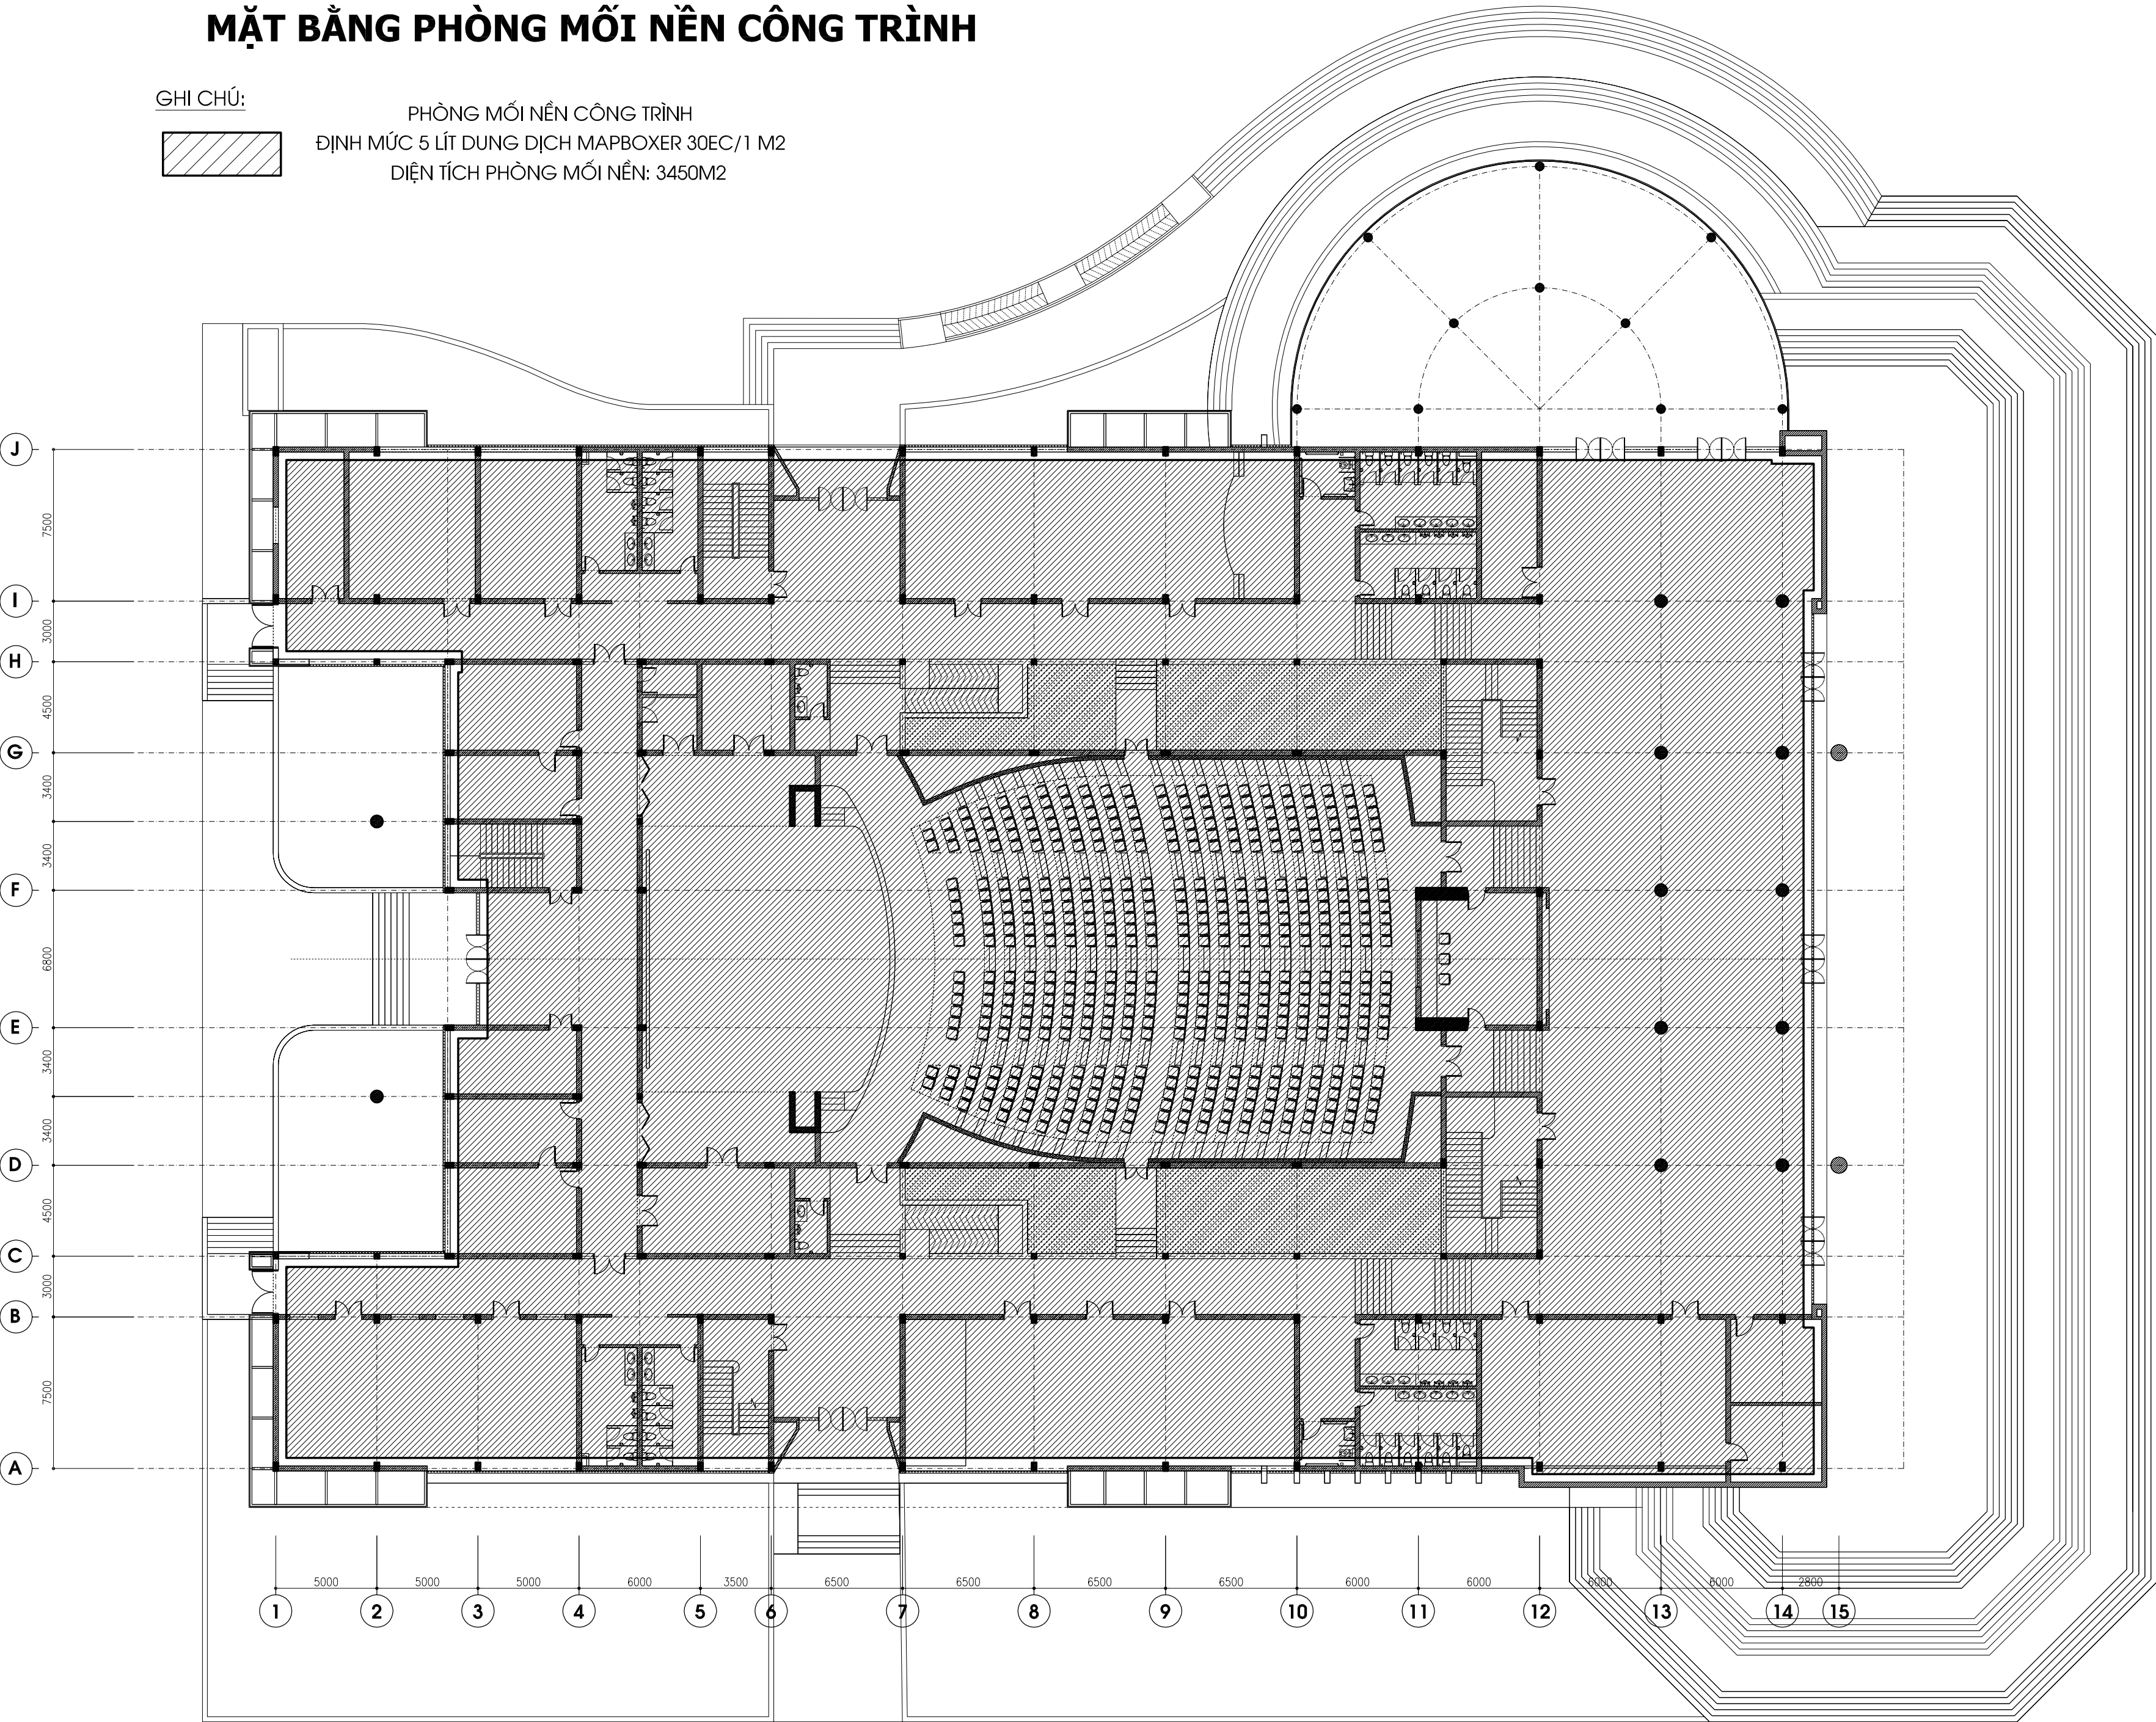 MẶT BẰNG PHÒNG MỐI NỀN CÔNG TRÌNH
GHI CHÚ:
PHÒNG MỐI NỀN CÔNG TRÌNH
ĐỊNH MỨC 5 LÍT DUNG DỊCH MAPBOXER 30EC/1 M2
DIỆN TÍCH PHÒNG MỐI NỀN: 3450M2
J
7500
I
3000
H
4500
G
3400
3400
F
6800
E
3400
3400
D
4500
C
3000
B
7500
A
5000 5000 5000 6000 3500 6500 6500 6500 6500 6000 6000 6000 6000 2800
1 2 3 4 5 6 7 8 9 10 11 12 13 14 15